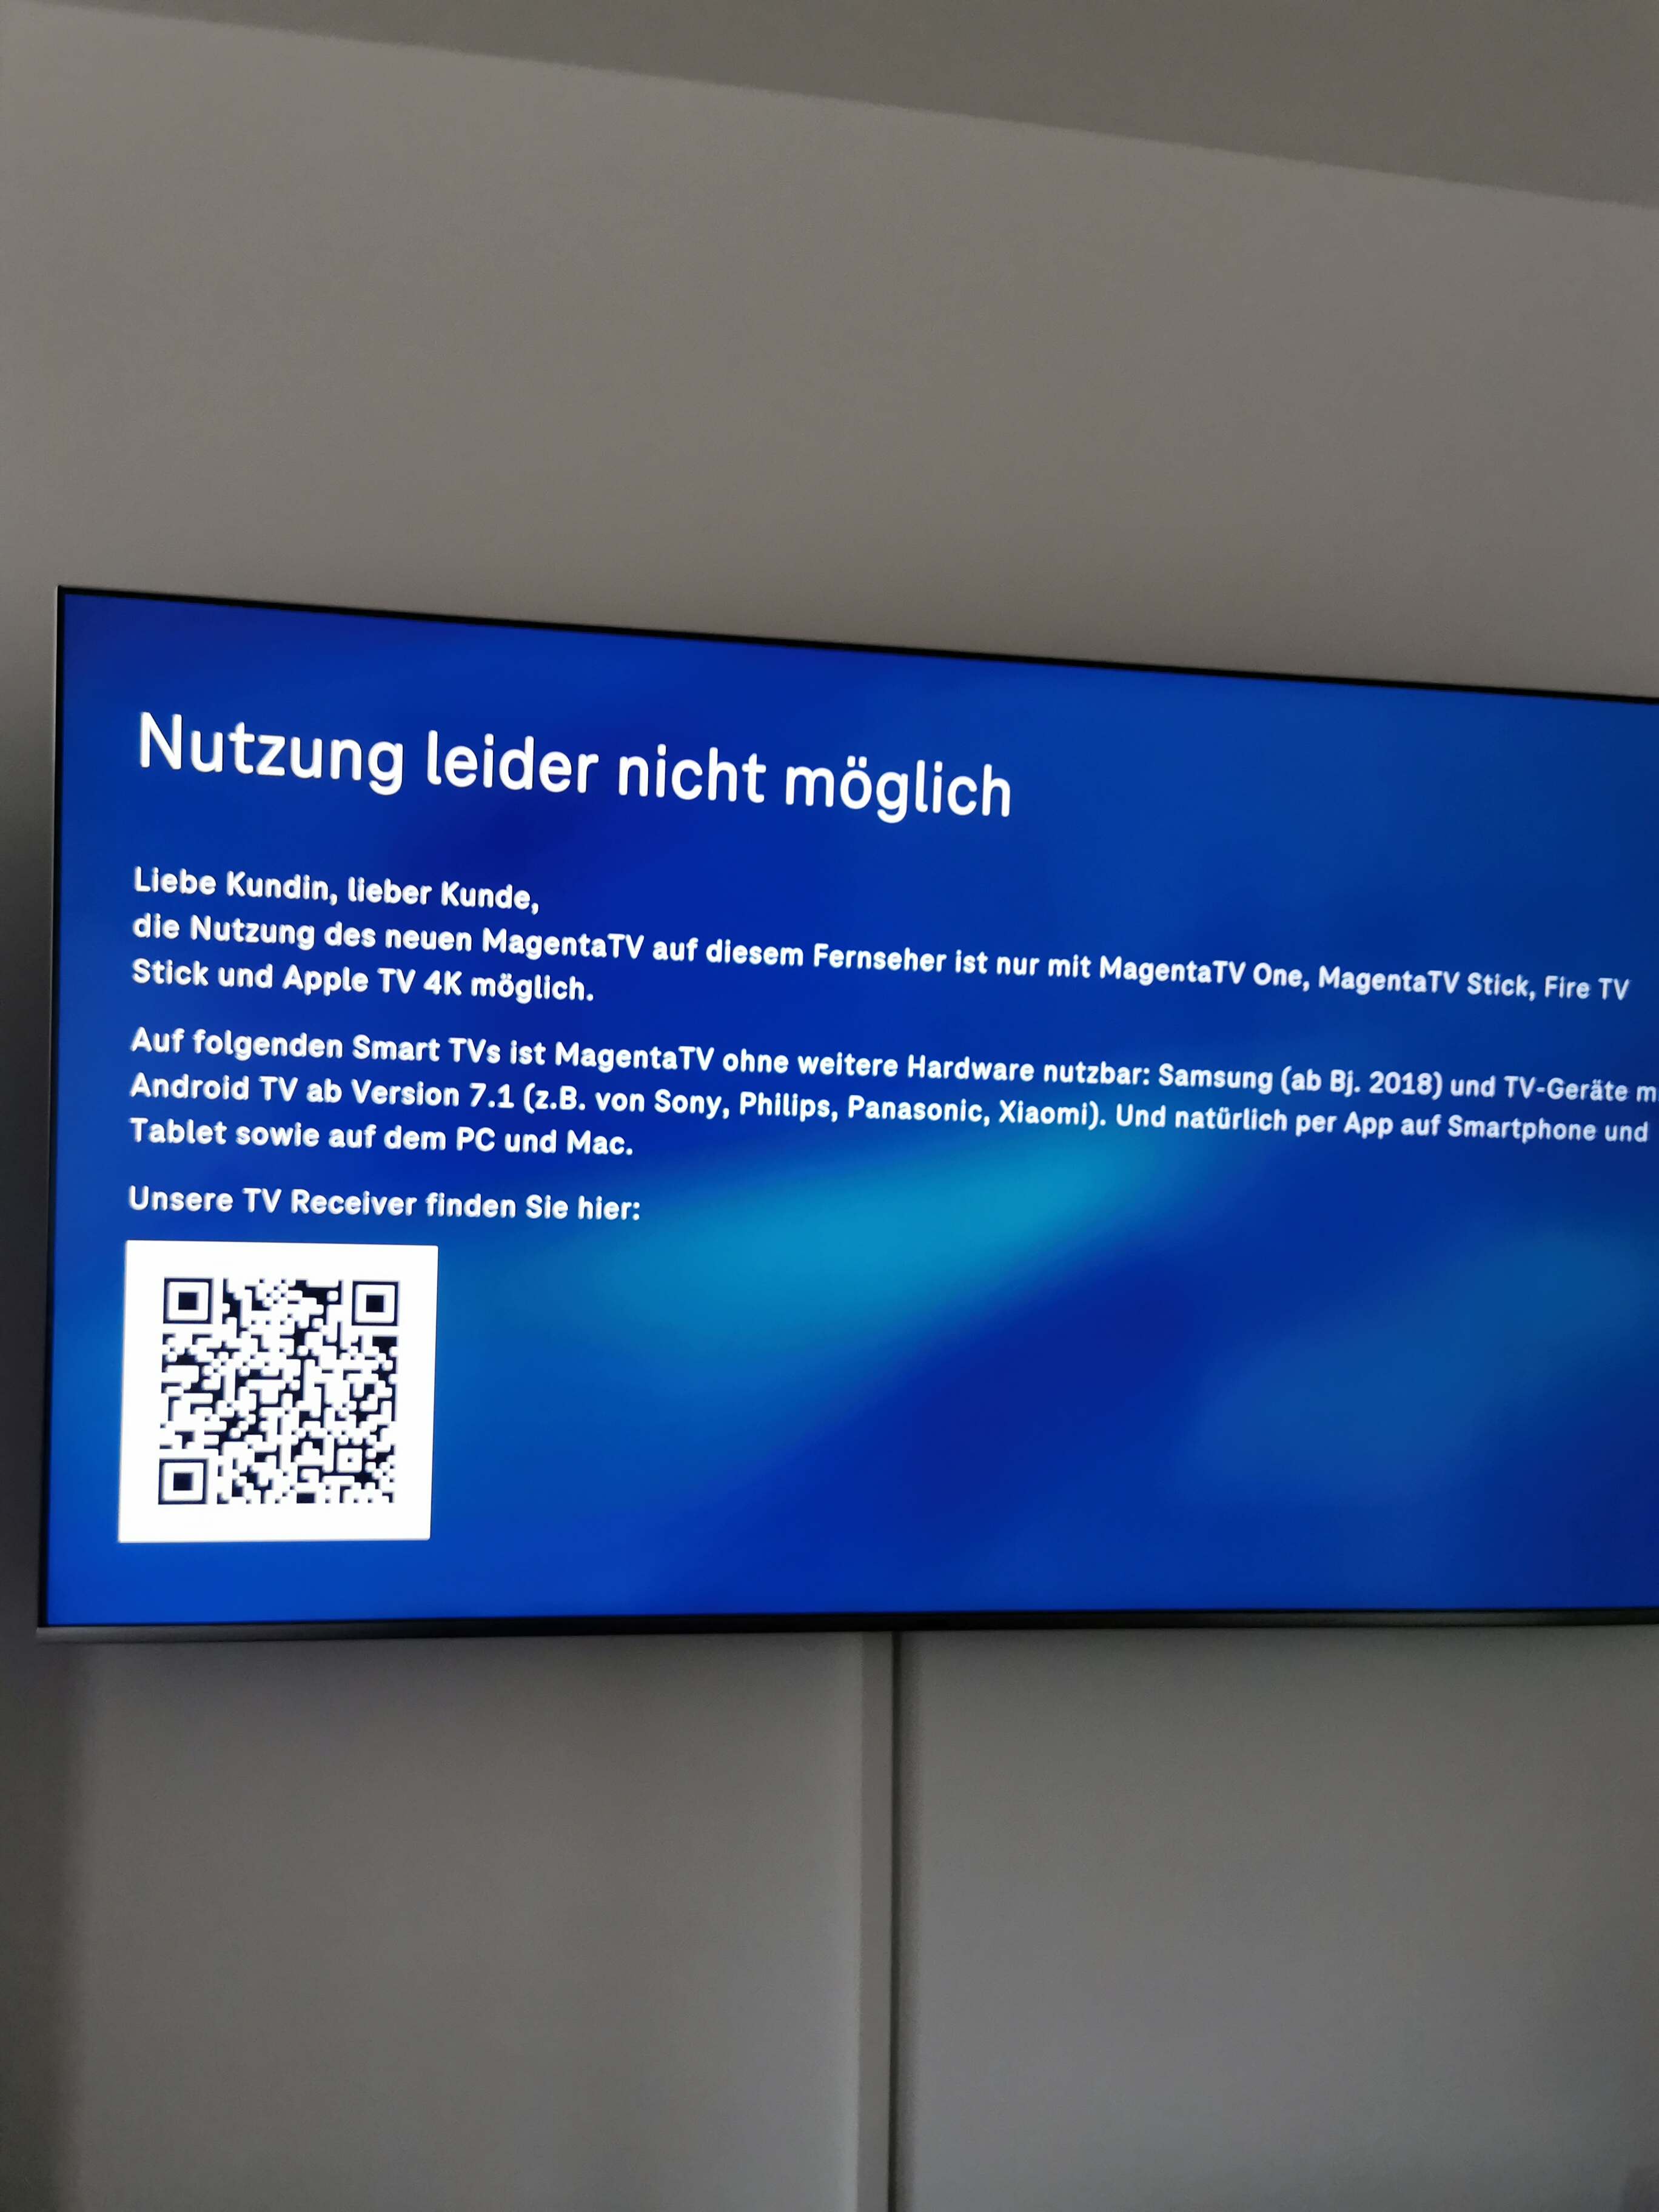 Nutzung leider nicht möglich
Liebe Kundin, lieber Kunde,
die Nutzung des neuen MagentaTV auf diesem Fernseher ist nur mit MagentaTV One, MagentaTV Stick, Fire TV
Stick und Apple TV 4K möglich.
Auf folgenden Smart TVs ist MagentaTV ohne weitere Hardware nutzbar: Samsung (ab Bj. 2018) und TV-Geräte
Android TV ab Version 7.1 (z.B. von Sony, Philips, Panasonic, Xiaomi). Und natürlich per App auf Smartphone und
Tablet sowie auf dem PC und Mac.
Unsere TV Receiver finden Sie hier: